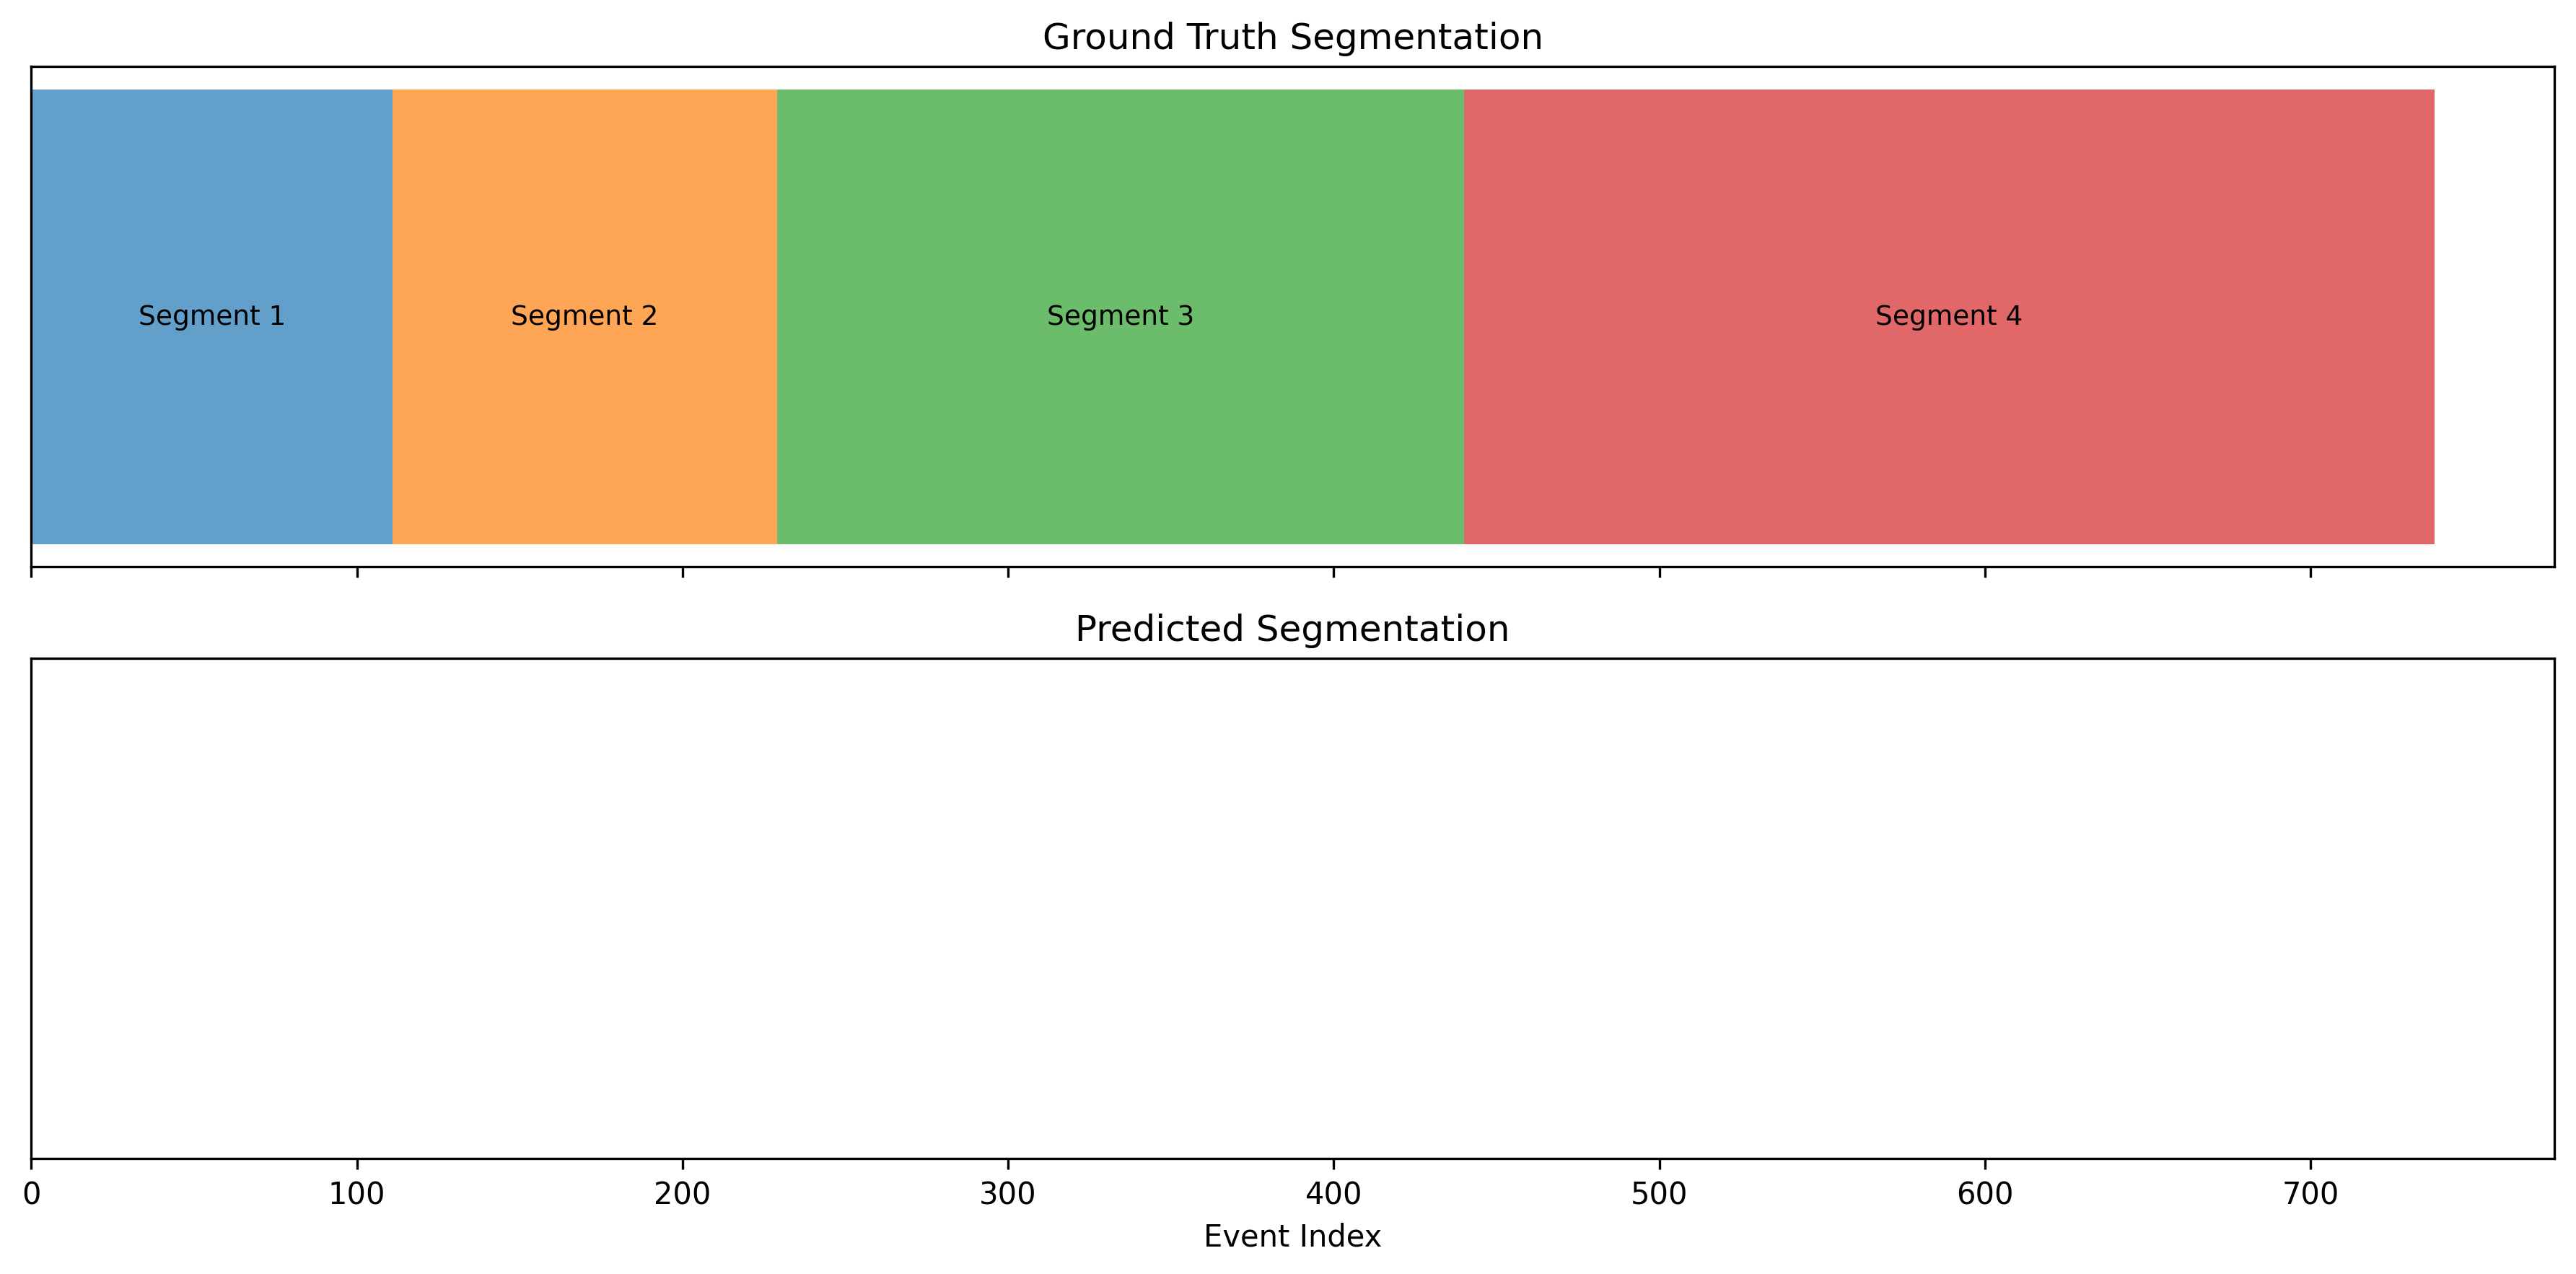 Ground Truth Segmentation
Segment 1 Segment 2 Segment 3 Segment 4
Predicted Segmentation
0 100 200 300 400 500 600 700
Event Index